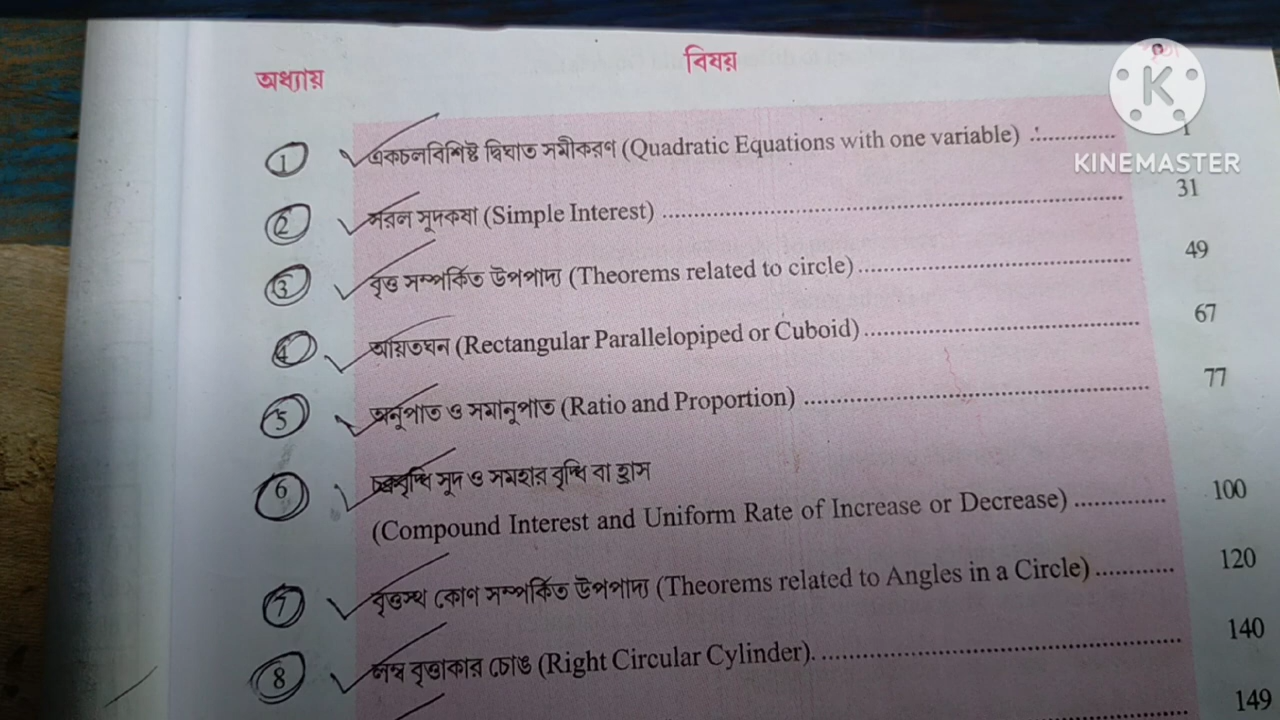 অধ্যায়
বিষয়
KINEMASTER
1 একচলবিশিষ্ট দ্বিঘাত সমীকরণ (Quadratic Equations with one variable) ............ 1
2 সরল সুদকষা (Simple Interest) ............ 31
3 বৃত্ত সম্পর্কিত উপপাদ্য (Theorems related to circle) ............ 49
4 আয়তঘন (Rectangular Parallelopiped or Cuboid) ............ 67
5 অনুপাত ও সমানুপাত (Ratio and Proportion) ............ 77
6 চক্রবৃদ্ধি সুদ ও সমহার বৃদ্ধি বা হ্রাস
(Compound Interest and Uniform Rate of Increase or Decrease) ............ 100
7 বৃত্তস্থ কোণ সম্পর্কিত উপপাদ্য (Theorems related to Angles in a Circle) ............ 120
8 লম্ব বৃত্তাকার চোঙ (Right Circular Cylinder). ............ 140
149